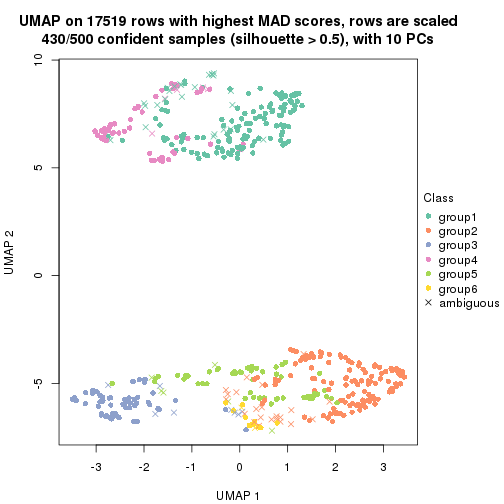 UMAP on 17519 rows with highest MAD scores, rows are scaled
430/500 confident samples (silhouette > 0.5), with 10 PCs
10
5
0
-5
UMAP 2
-3
-2
-1
0
1
2
3
UMAP 1
Class
group1
group2
group3
group4
group5
group6
ambiguous